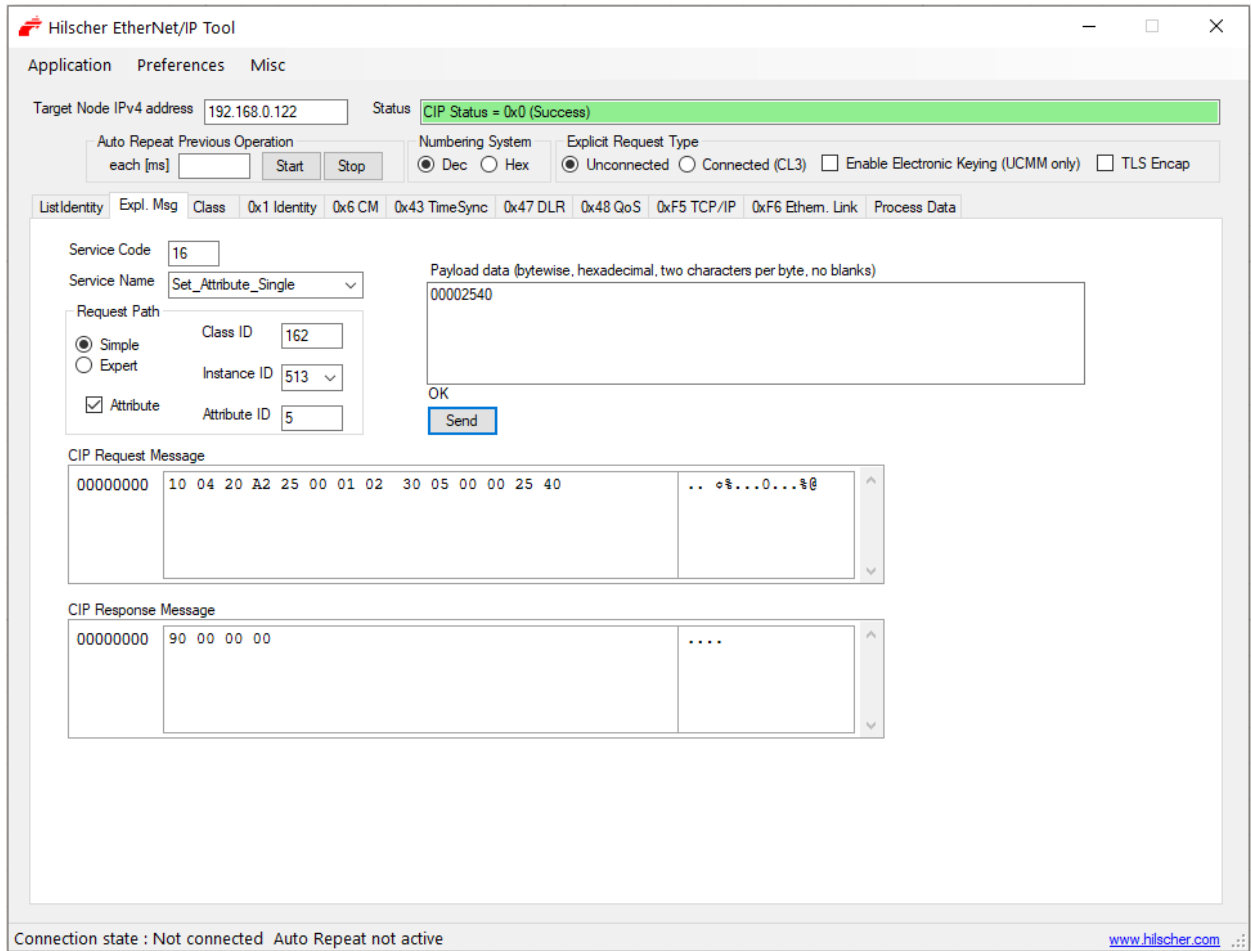 Hilscher EtherNet/IP Tool
Application Preferences Misc
Target Node IPv4 address 192.168.0.122 Status CIP Status = 0x0 (Success)
Auto Repeat Previous Operation Numbering System Explicit Request Type
each [ms] Start Stop Dec Hex Unconnected Connected (CL3) Enable Electronic Keying (UCMM only) TLS Encap
ListIdentity Expl. Msg Class 0x1 Identity 0x6 CM 0x43 TimeSync 0x47 DLR 0x48 QoS 0xF5 TCP/IP 0xF6 Ethern. Link Process Data
Service Code 16
Service Name Set_Attribute_Single
Payload data (bytewise, hexadecimal, two characters per byte, no blanks)
00002540
Request Path
Simple
Expert
Attribute
Class ID 162
Instance ID 513
Attribute ID 5
OK
Send
CIP Request Message
00000000 10 04 20 A2 25 00 01 02 30 05 00 00 25 40 .. ¢%...0...%@
CIP Response Message
00000000 90 00 00 00 ....
Connection state : Not connected Auto Repeat not active www.hilscher.com